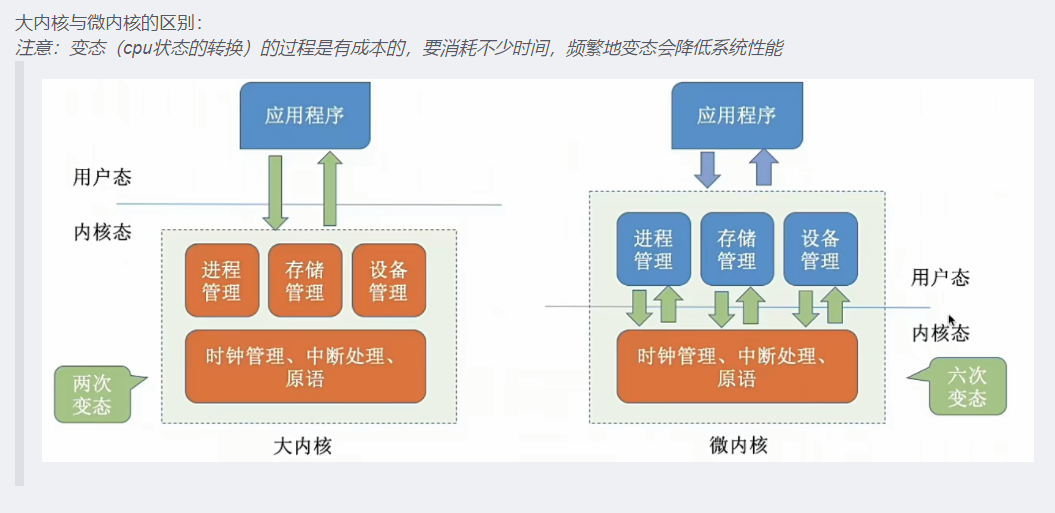 大内核与微内核的区别：
注意：变态（cpu状态的转换）的过程是有成本的，要消耗不少时间，频繁地变态会降低系统性能
应用程序
用户态
内核态
进程
管理
存储
管理
设备
管理
时钟管理、中断处理、
原语
两次
变态
大内核
应用程序
进程
管理
存储
管理
设备
管理
用户态
内核态
时钟管理、中断处理、
原语
六次
变态
微内核